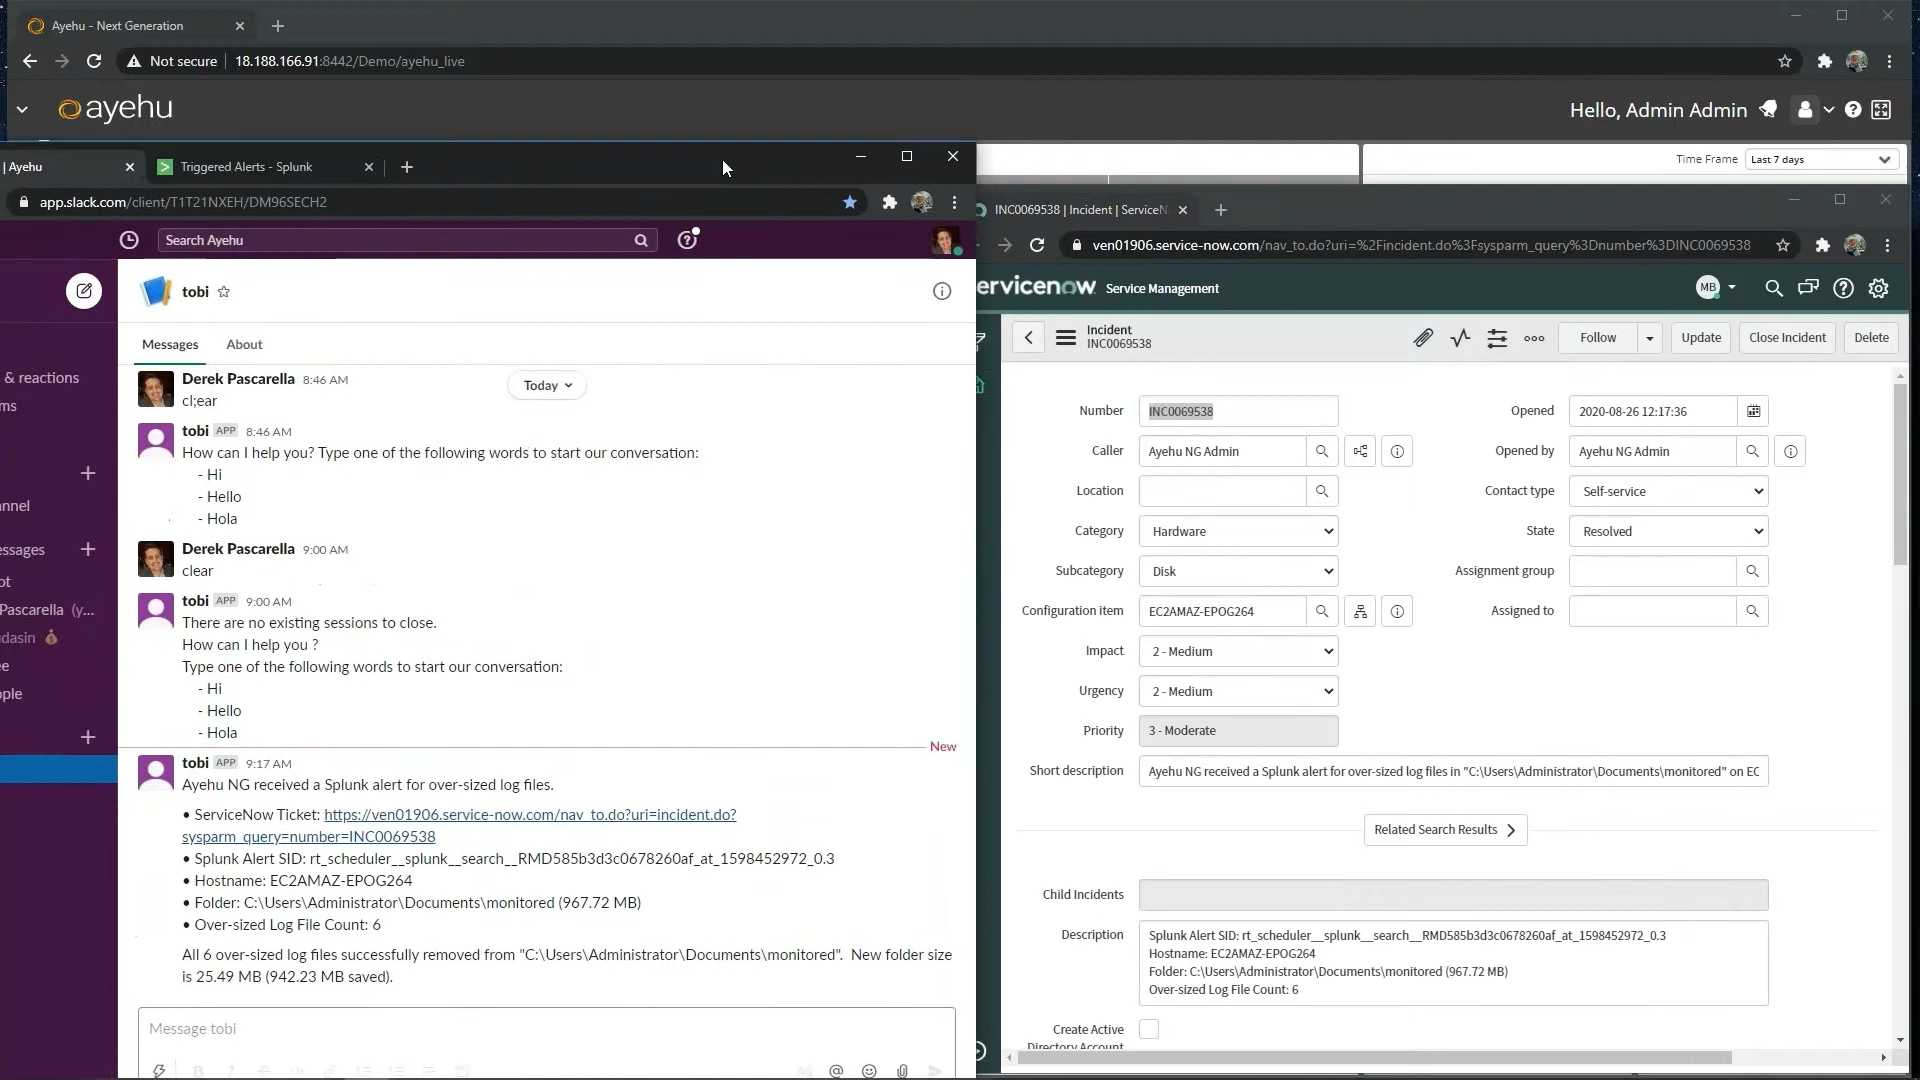 Ayehu - Next Generation
Not secure
18.188.166.91:8442/Demo/ayehu_live
ayehu
Hello, Admin Admin
Time Frame
Last 7 days
| Ayehu
Triggered Alerts - Splunk
app.slack.com/client/T1T21NXEH/DM96SECH2
Search Ayehu
tobi
Messages
About
& reactions
ms
nnel
essages
ot
Pascarella (y...
dasin
ee
ople
Today
Derek Pascarella 8:46 AM
cl;ear
tobi APP 8:46 AM
How can I help you? Type one of the following words to start our conversation:
- Hi
- Hello
- Hola
Derek Pascarella 9:00 AM
clear
tobi APP 9:00 AM
There are no existing sessions to close.
How can I help you ?
Type one of the following words to start our conversation:
- Hi
- Hello
- Hola
New
tobi APP 9:17 AM
Ayehu NG received a Splunk alert for over-sized log files.
• ServiceNow Ticket: https://ven01906.service-now.com/nav_to.do?uri=incident.do?
sysparm_query=number=INC0069538
• Splunk Alert SID: rt_scheduler__splunk__search__RMD585b3d3c0678260af_at_1598452972_0.3
• Hostname: EC2AMAZ-EPOG264
• Folder: C:\Users\Administrator\Documents\monitored (967.72 MB)
• Over-sized Log File Count: 6
All 6 over-sized log files successfully removed from "C:\Users\Administrator\Documents\monitored". New folder size
is 25.49 MB (942.23 MB saved).
Message tobi
INC0069538 | Incident | ServiceN
ven01906.service-now.com/nav_to.do?uri=%2Fincident.do%3Fsysparm_query%3Dnumber%3DINC0069538
ervicenow Service Management
MB
Incident
INC0069538
Follow
Update
Close Incident
Delete
Number INC0069538
Opened 2020-08-26 12:17:36
Caller Ayehu NG Admin
Opened by Ayehu NG Admin
Location
Contact type Self-service
Category Hardware
State Resolved
Subcategory Disk
Assignment group
Configuration item EC2AMAZ-EPOG264
Assigned to
Impact 2 - Medium
Urgency 2 - Medium
Priority 3 - Moderate
Short description Ayehu NG received a Splunk alert for over-sized log files in "C:\Users\Administrator\Documents\monitored" on EC
Related Search Results
Child Incidents
Description
Splunk Alert SID: rt_scheduler__splunk__search__RMD585b3d3c0678260af_at_1598452972_0.3
Hostname: EC2AMAZ-EPOG264
Folder: C:\Users\Administrator\Documents\monitored (967.72 MB)
Over-sized Log File Count: 6
Create Active
Directory Account